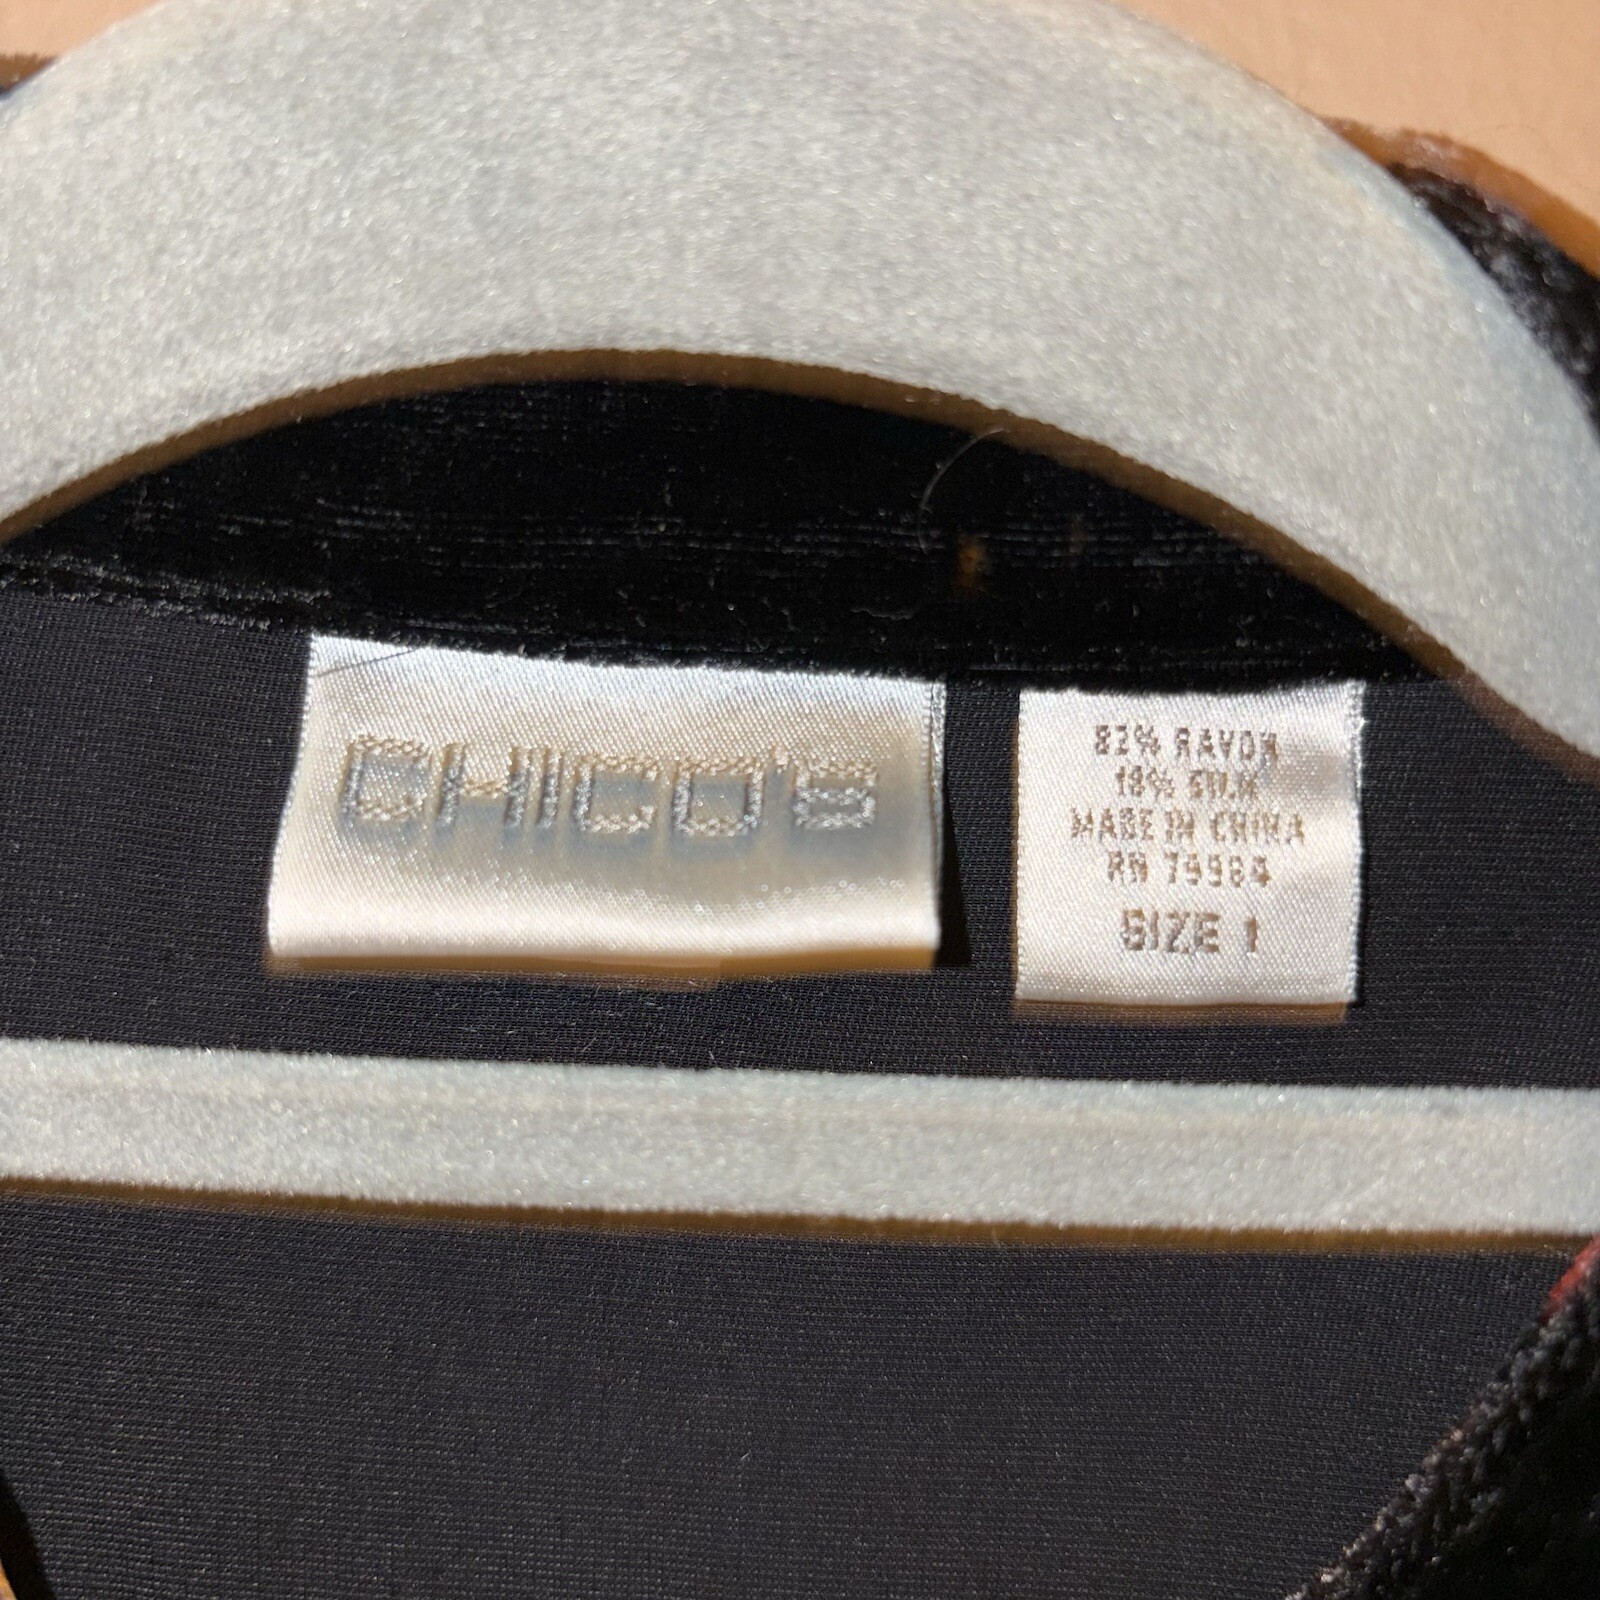 CHICO'S
82% RAYON
18% SILK
MADE IN CHINA
RN 79984
SIZE 1